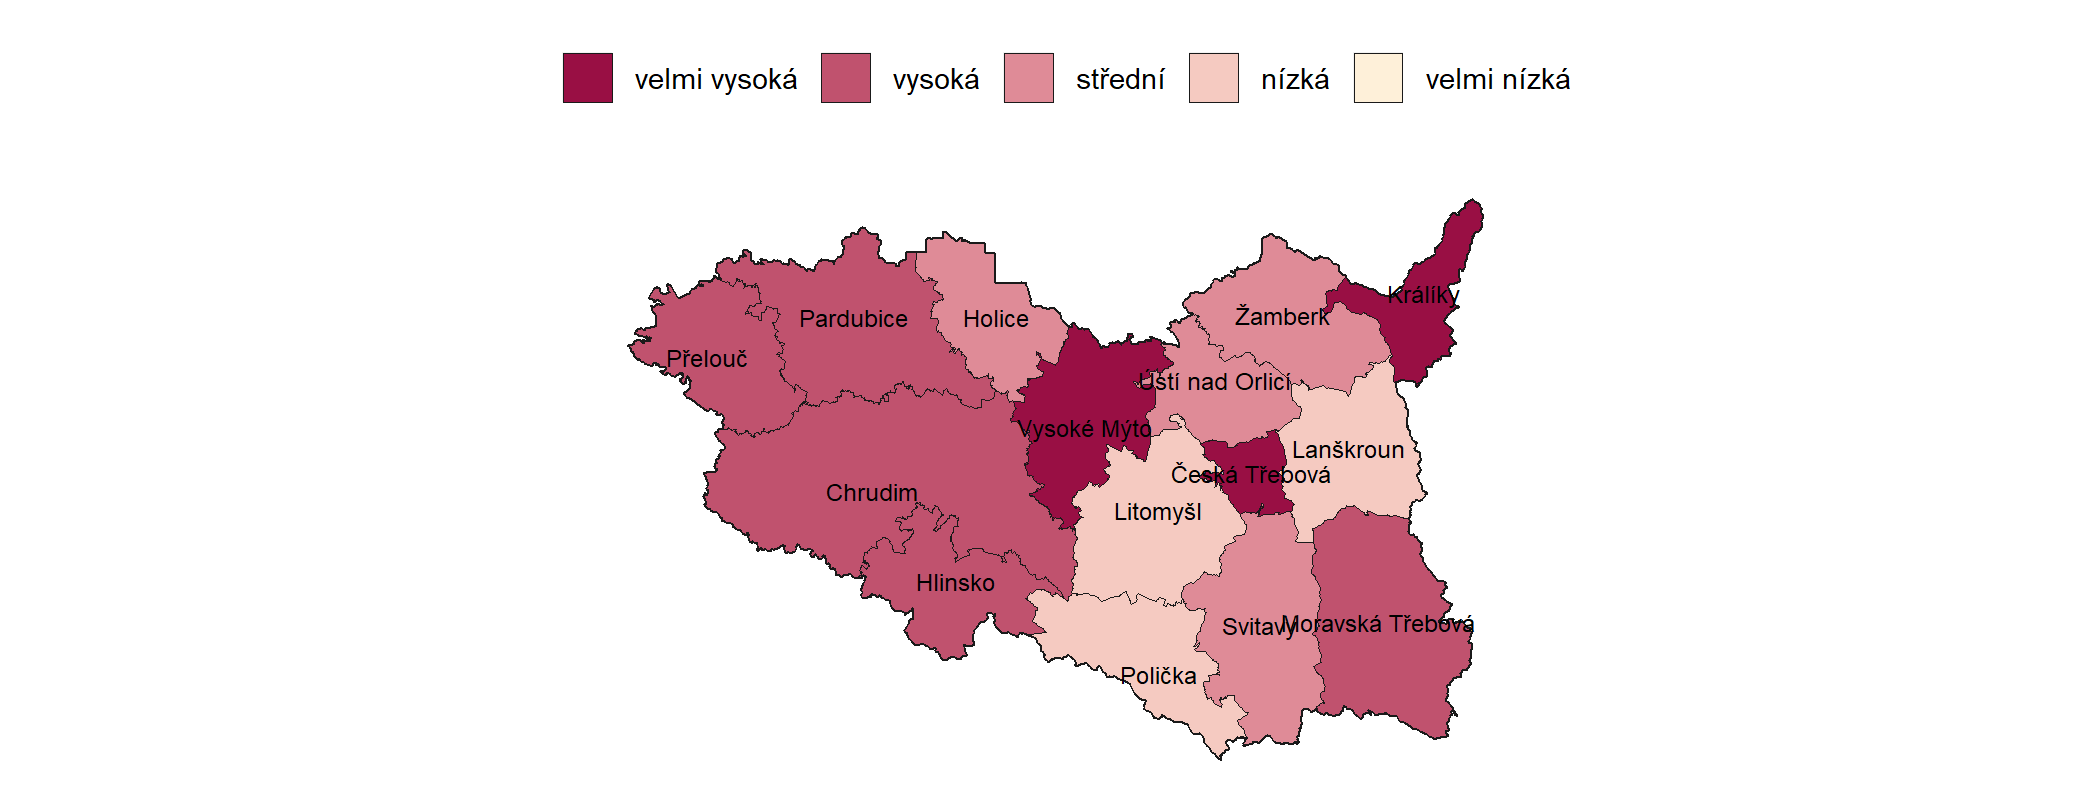 velmi vysoká
vysoká
střední
nízká
velmi nízká
Králíky
Žamberk
Pardubice
Holice
Přelouč
Ústí nad Orlicí
Vysoké Mýto
Lanškroun
Česká Třebová
Chrudim
Litomyšl
Hlinsko
Svitavy
Moravská Třebová
Polička